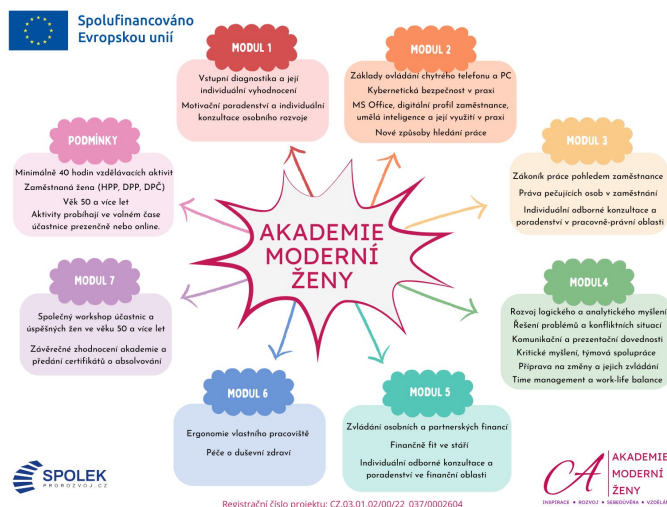 Spolufinancováno
Evropskou unií
MODUL 1
Vstupní diagnostika a její
individuální vyhodnocení
Motivační poradenství a individuální
konzultace osobního rozvoje
MODUL 2
Základy ovládání chytrého telefonu a PC
Kybernetická bezpečnost v praxi
MS Office, digitální profil zaměstnance,
umělá inteligence a její využití v praxi
Nové způsoby hledání práce
PODMÍNKY
Minimálně 40 hodin vzdělávacích aktivit
Zaměstnaná žena (HPP, DPP, DPČ)
Věk 50 a více let
Aktivity probíhají ve volném čase
účastnice prezenčně nebo online.
MODUL 3
Zákoník práce pohledem zaměstnance
Práva pečujících osob v zaměstnání
Individuální odborné konzultace a
poradenství v pracovně-právní oblasti
AKADEMIE
MODERNÍ
ŽENY
MODUL 7
Společný workshop účastnic a
úspěšných žen ve věku 50 a více let
Závěrečné zhodnocení akademie a
předání certifikátů a absolvování
MODUL4
Rozvoj logického a analytického myšlení
Řešení problémů a konfliktních situací
Komunikační a prezentační dovednosti
Kritické myšlení, týmová spolupráce
Příprava na změny a jejich zvládání
Time management a work-life balance
MODUL 6
Ergonomie vlastního pracoviště
Péče o duševní zdraví
MODUL 5
Zvládání osobních a partnerských financí
Finančně fit ve stáří
Individuální odborné konzultace a
poradenství ve finanční oblasti
SPOLEK
PROROZVOJ.CZ
CA
AKADEMIE
MODERNÍ
ŽENY
INSPIRACE • ROZVOJ • SEBEDŮVĚRA • VZDĚLÁ
Registrační číslo projektu: CZ.03.01.02/00/22_037/0002604